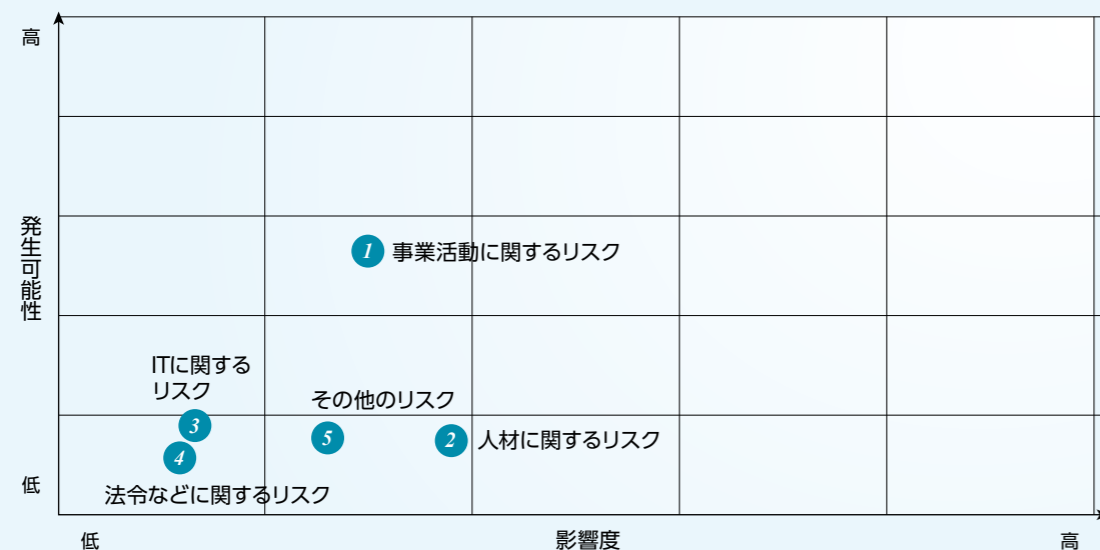 高
発生可能性
1 事業活動に関するリスク
ITに関する
リスク
3
その他のリスク
5
2 人材に関するリスク
4
法令などに関するリスク
低
低
影響度
高